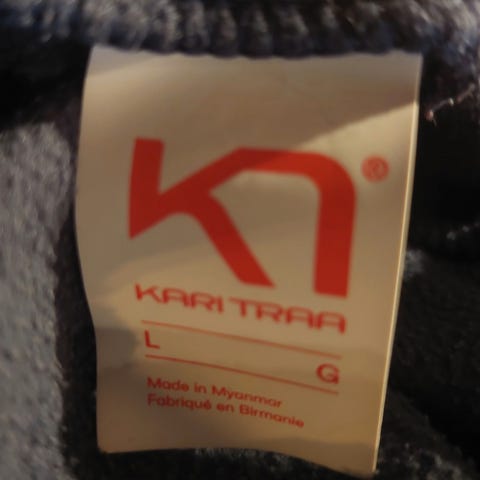 KARI TRAA
L G
Made in Myanmar
Fabriqué en Birmanie